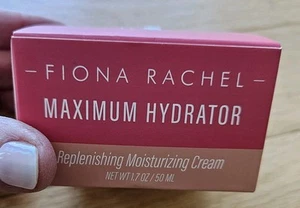 – FIONA RACHEL –
MAXIMUM HYDRATOR
Replenishing Moisturizing Cream
NET WT 1.7 OZ / 50 ML